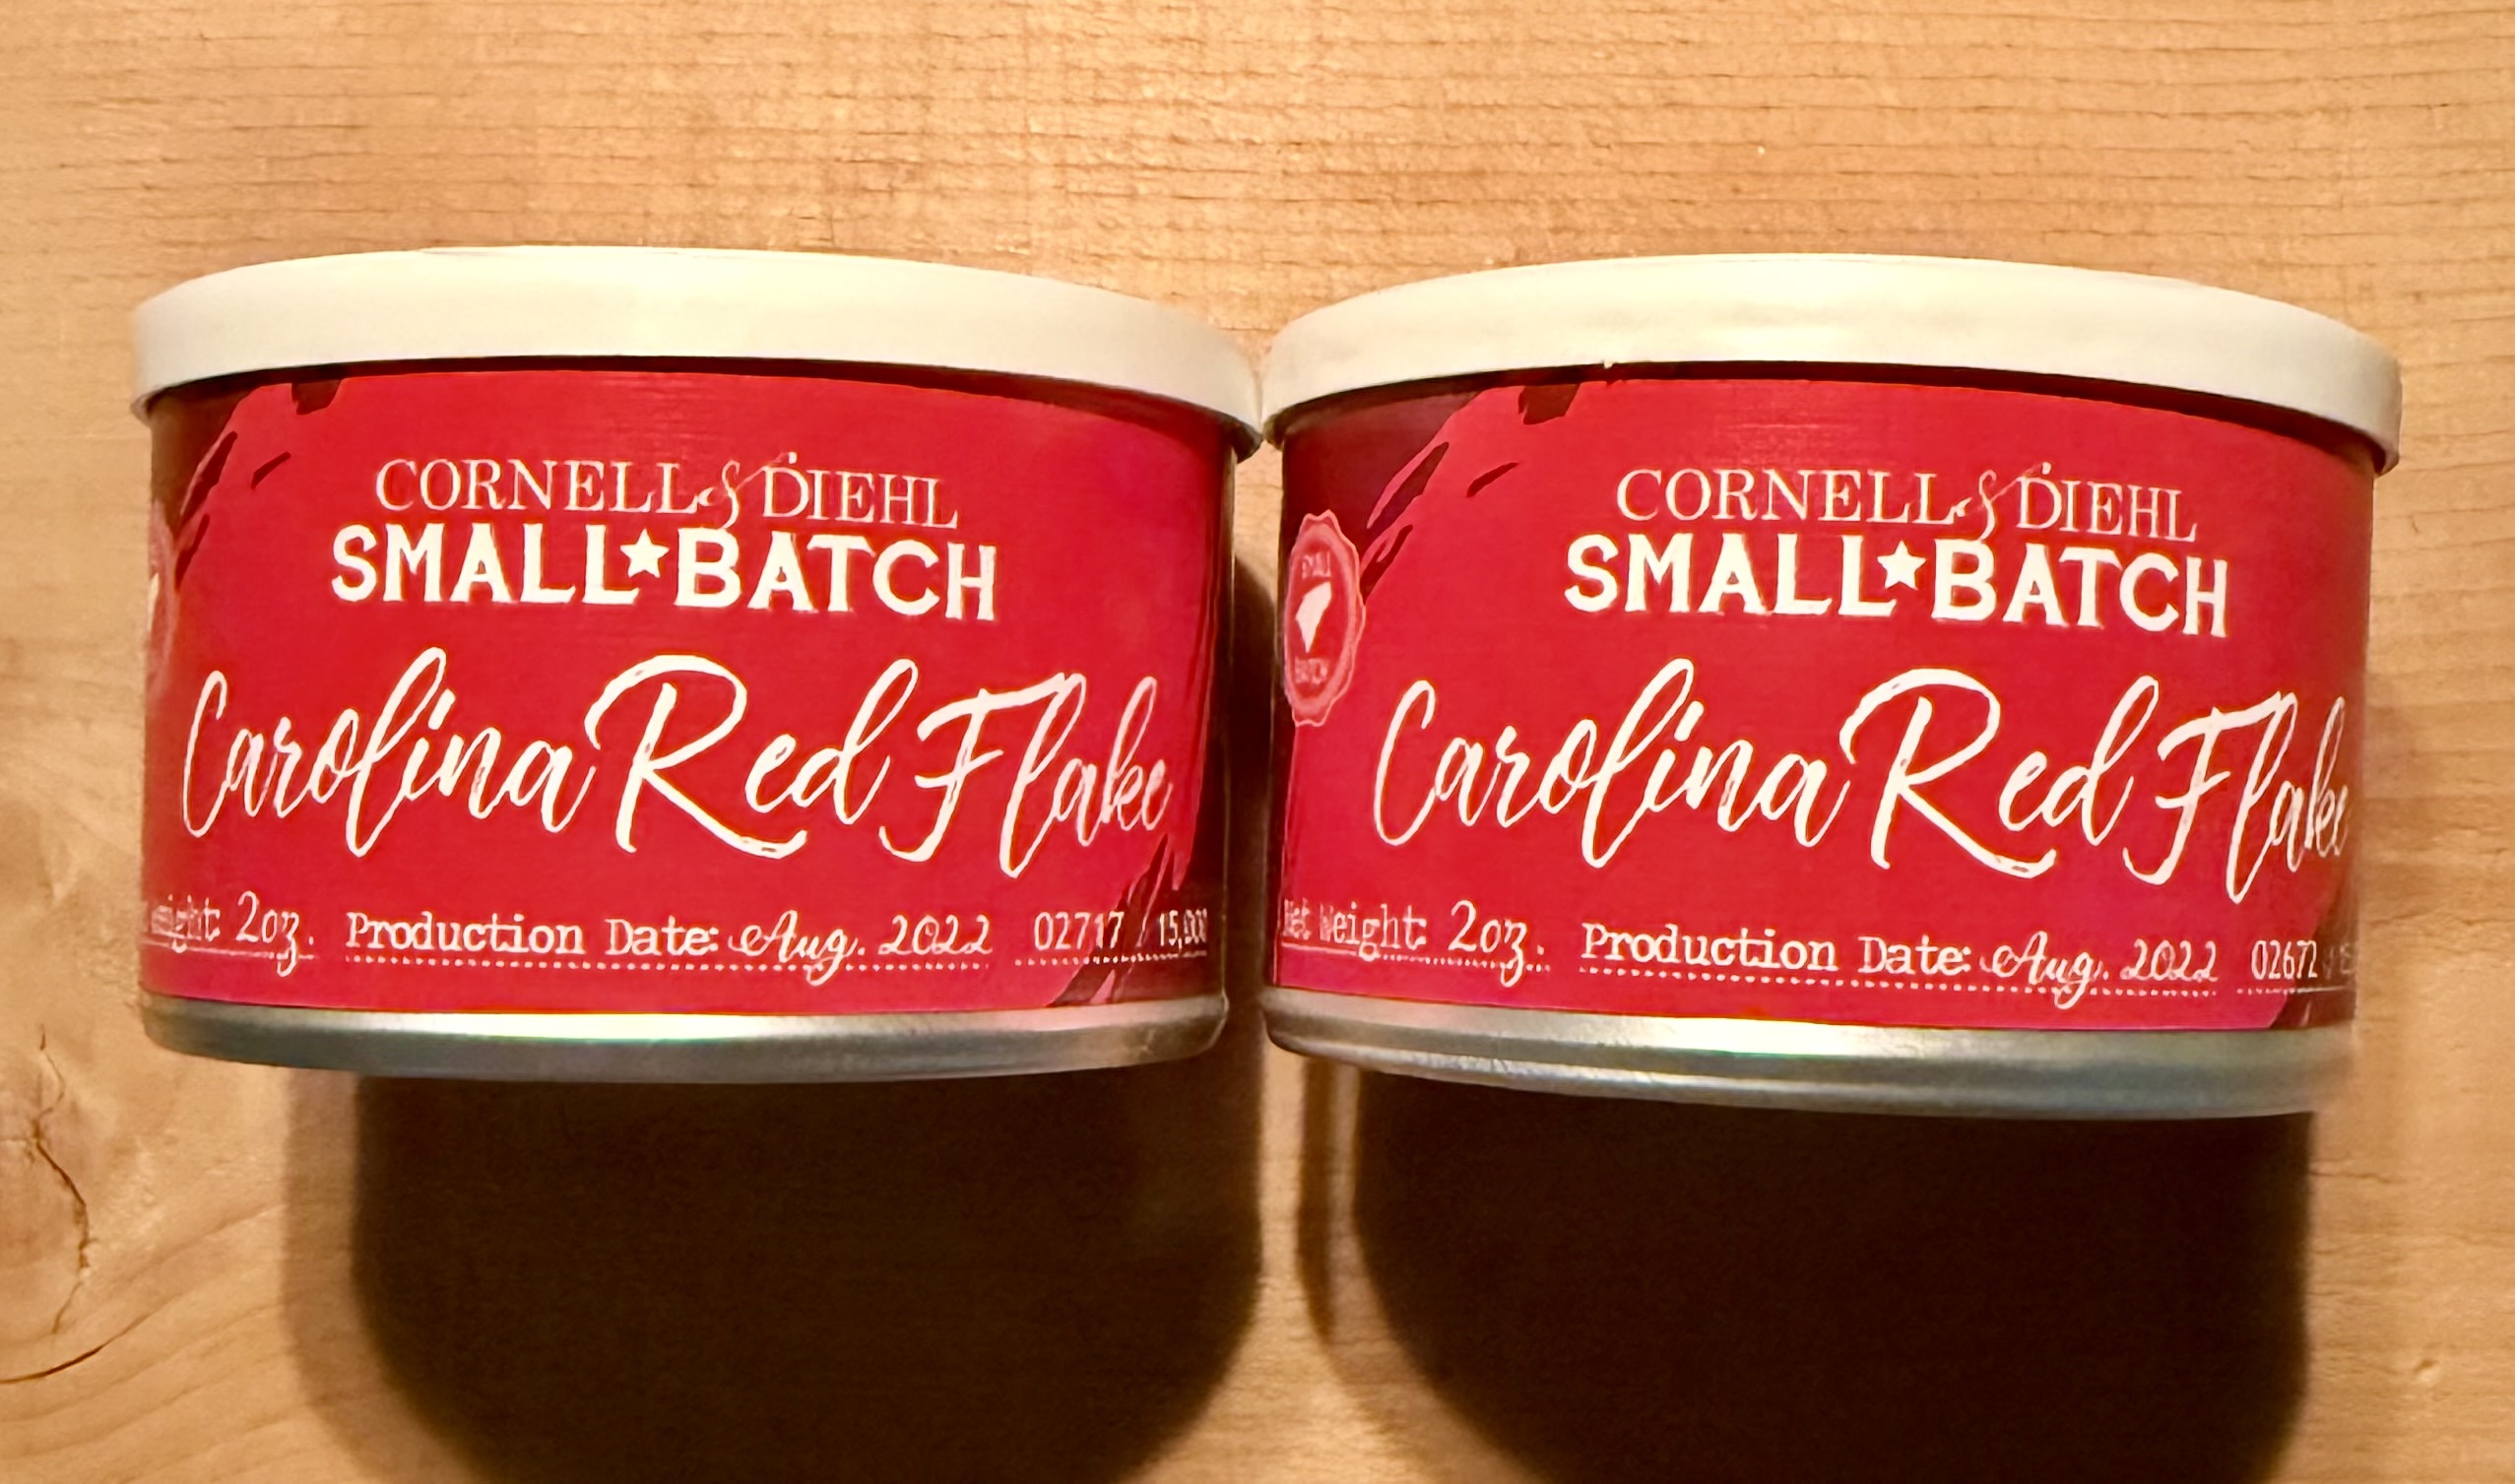 CORNELL & DIEHL
SMALL★BATCH
Carolina Red Flake
Weight: 2oz. Production Date: Aug. 2022 02717 / 15,
CORNELL & DIEHL
SMALL★BATCH
Carolina Red Flake
BATCH
Net Weight: 2oz. Production Date: Aug. 2022 02672